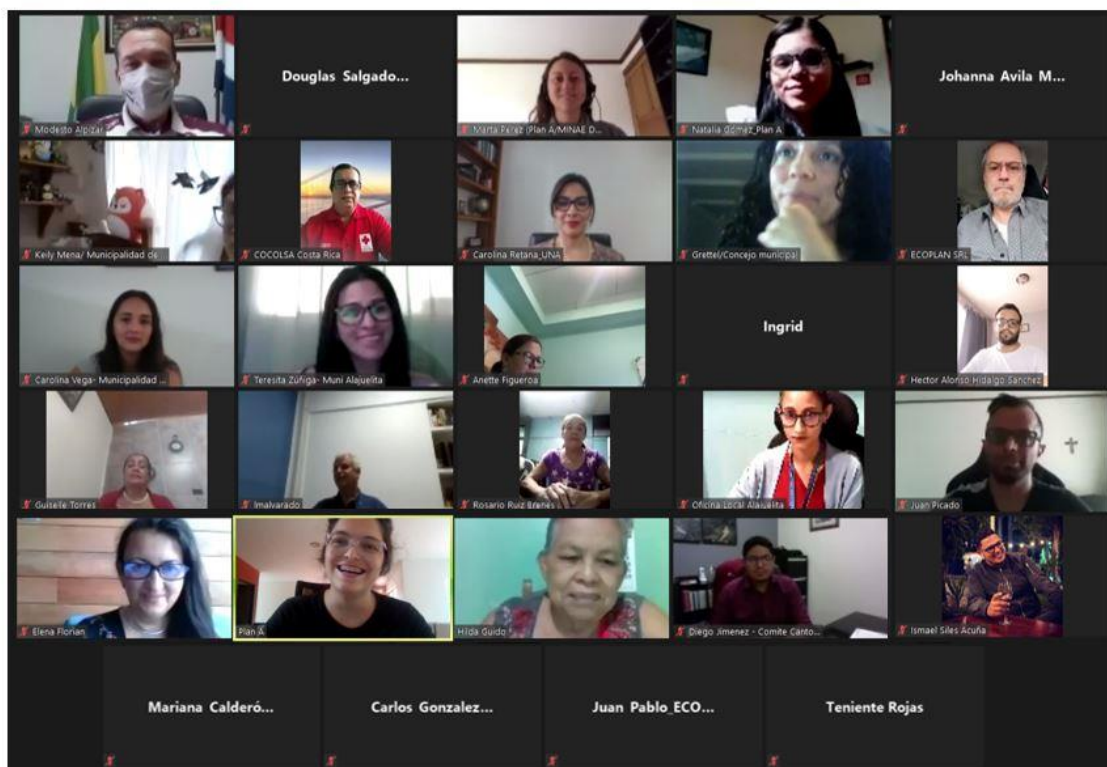 Modesto Alpizar
Douglas Salgado...
Marta Perez (Plan A/MINAE D...
Natalia Gómez_Plan A
Johanna Avila M...
Keily Mena/ Municipalidad de
COCOLSA Costa Rica
Carolina Retana_UNA
Grettel/Concejo municipal
ECOPLAN SRL
Carolina Vega- Municipalidad ...
Teresita Zúñiga- Muni Alajuelita
Anette Figueroa
Ingrid
Hector Alonso Hidalgo Sanchez
Guiselle Torres
lmalvarado
Rosario Ruiz Brenes
Oficina Local Alajuelita
Juan Picado
Elena Florian
Plan A
Hilda Guido
Diego Jimenez - Comite Canto...
Ismael Siles Acuña
Mariana Calderó...
Carlos Gonzalez...
Juan Pablo_ECO...
Teniente Rojas